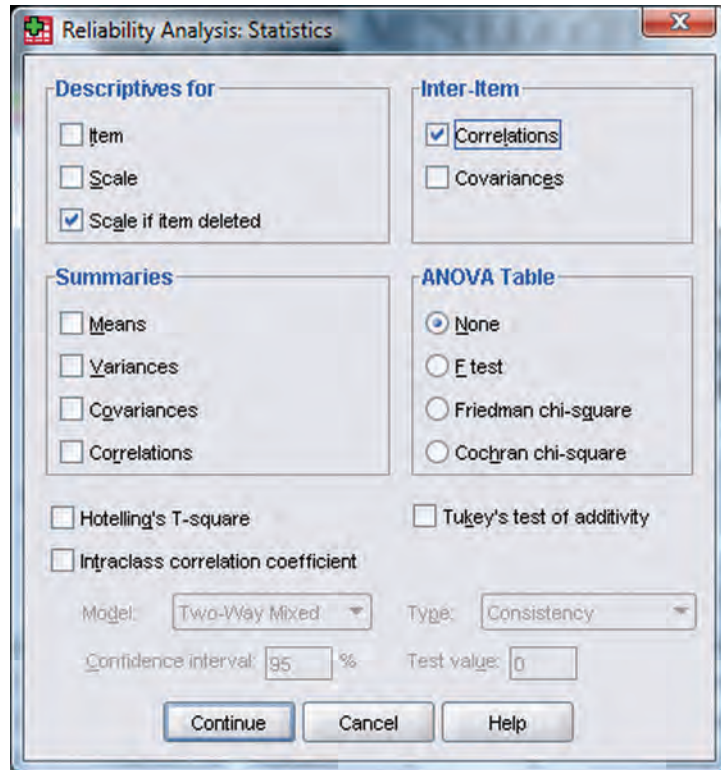 Reliability Analysis: Statistics
Descriptives for
Item
Scale
Scale if item deleted
Inter-Item
Correlations
Covariances
Summaries
Means
Variances
Covariances
Correlations
ANOVA Table
None
F test
Friedman chi-square
Cochran chi-square
Hotelling's T-square
Tukey's test of additivity
Intraclass correlation coefficient
Model: Two-Way Mixed Type: Consistency
Confidence interval: 95 % Test value: 0
Continue Cancel Help